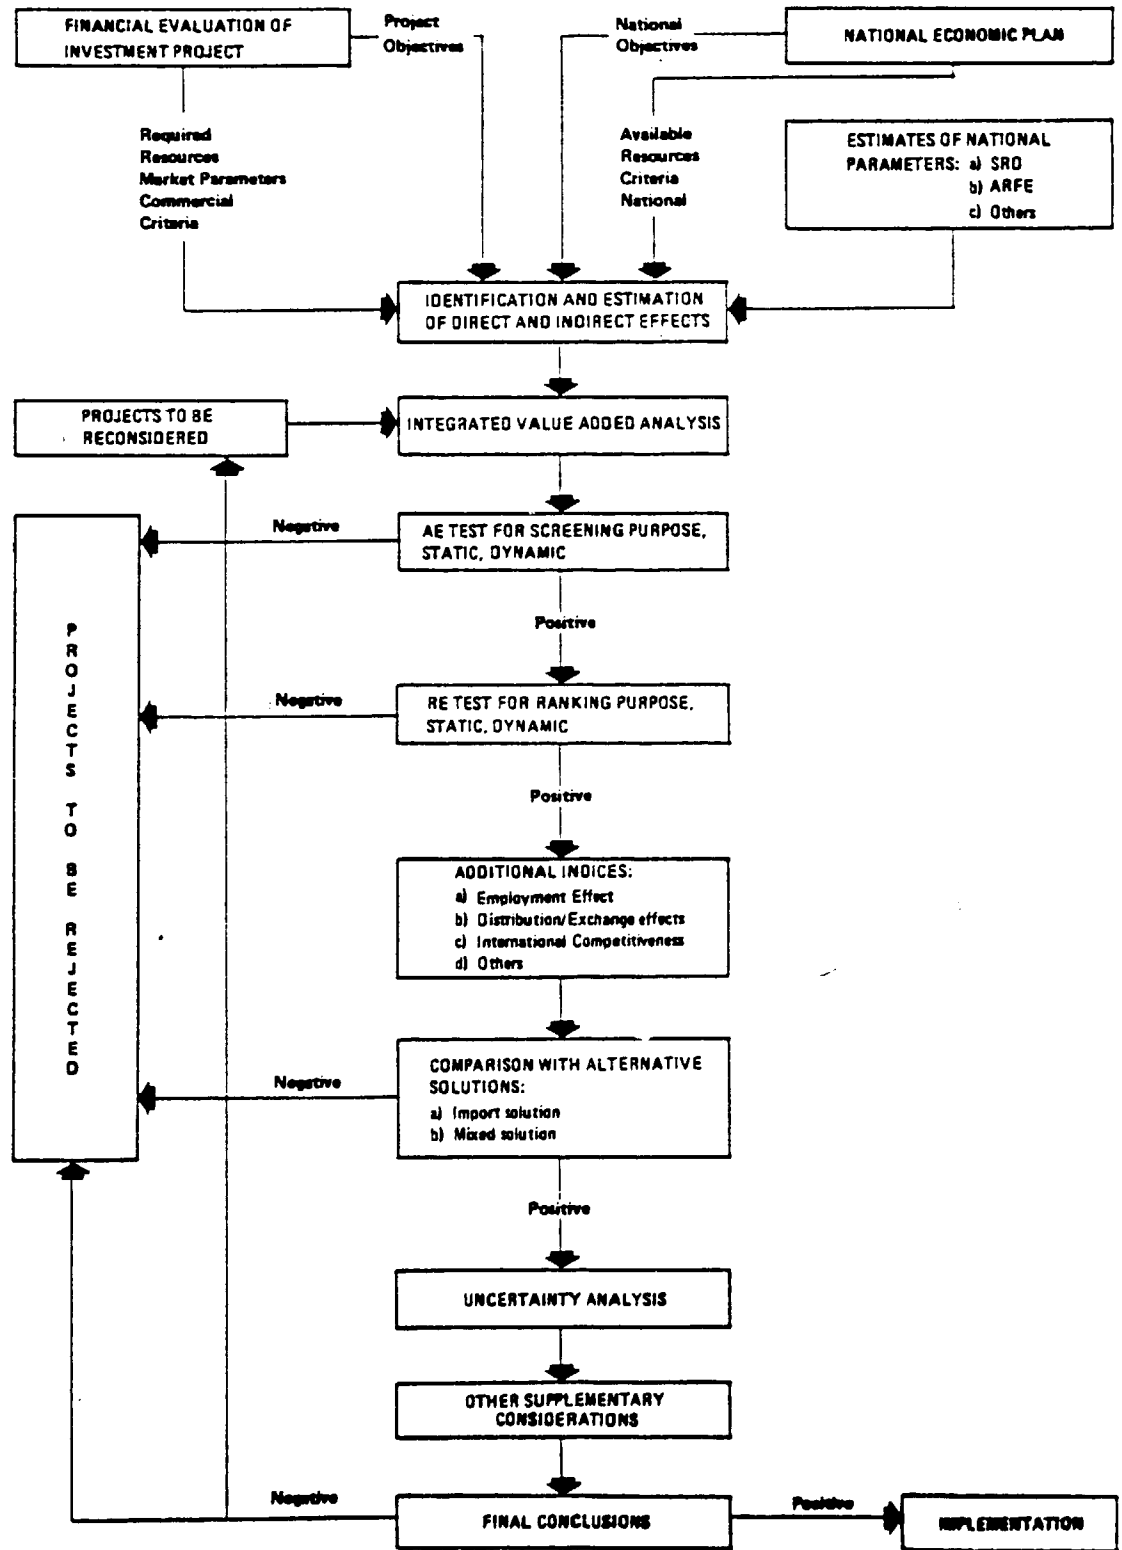 FINANCIAL EVALUATION OF
INVESTMENT PROJECT
Project
Objectives
National
Objectives
NATIONAL ECONOMIC PLAN
Required
Resources
Market Parameters
Commercial
Criteria
Available
Resources
Criteria
National
ESTIMATES OF NATIONAL
PARAMETERS: a) SRD
b) ARFE
c) Others
IDENTIFICATION AND ESTIMATION
OF DIRECT AND INDIRECT EFFECTS
PROJECTS TO BE
RECONSIDERED
INTEGRATED VALUE ADDED ANALYSIS
Negative
AE TEST FOR SCREENING PURPOSE,
STATIC, DYNAMIC
Positive
PROJECTS TO BE REJECTED
Negative
RE TEST FOR RANKING PURPOSE,
STATIC, DYNAMIC
Positive
ADDITIONAL INDICES:
a) Employment Effect
b) Distribution/Exchange effects
c) International Competitiveness
d) Others
Negative
COMPARISON WITH ALTERNATIVE
SOLUTIONS:
a) Import solution
b) Mixed solution
Positive
UNCERTAINTY ANALYSIS
OTHER SUPPLEMENTARY
CONSIDERATIONS
Negative
FINAL CONCLUSIONS
Positive
IMPLEMENTATION